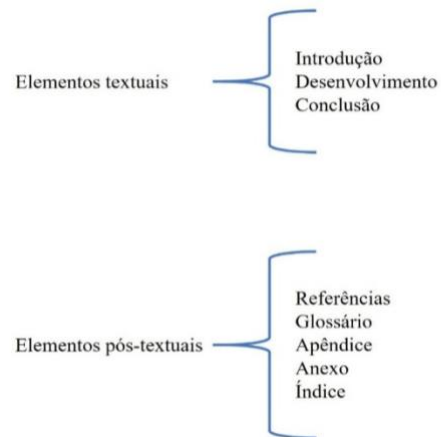 Elementos textuais
Introdução
Desenvolvimento
Conclusão
Elementos pós-textuais
Referências
Glossário
Apêndice
Anexo
Índice